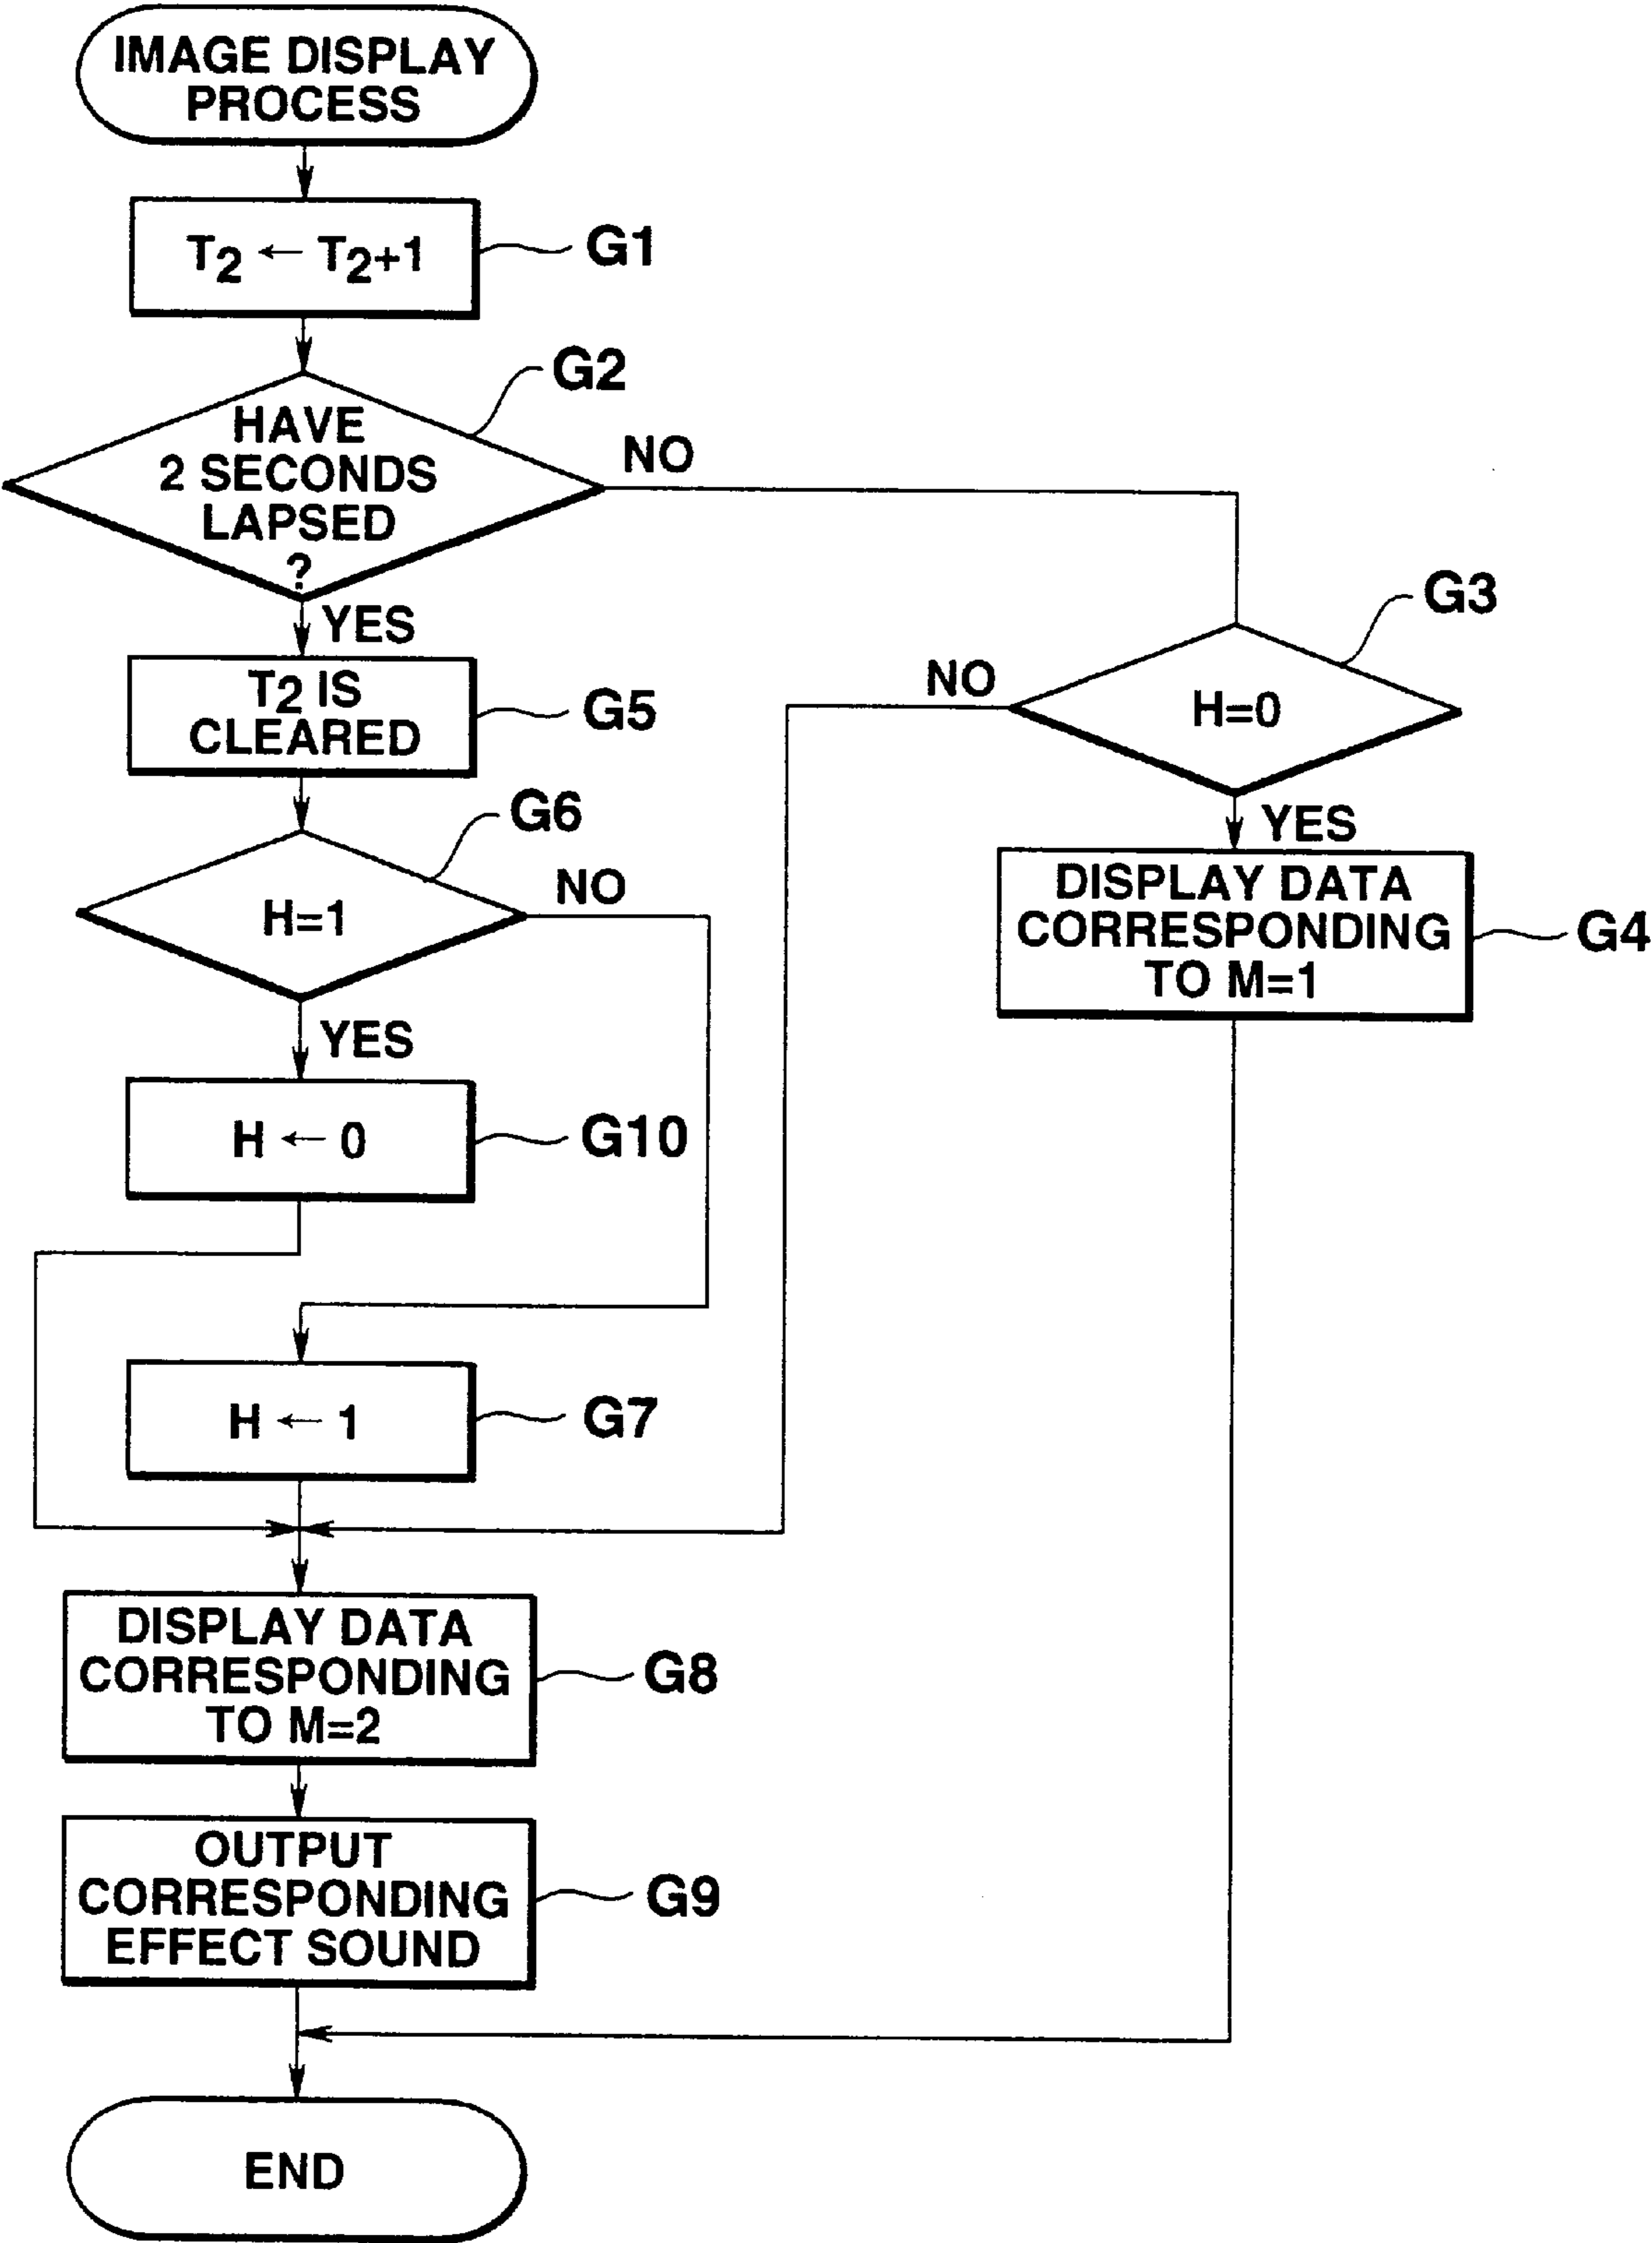 IMAGE DISPLAY
PROCESS
T2 ← T2+1
G1
HAVE
2 SECONDS
LAPSED
?
G2
NO
YES
G3
H=0
NO
YES
T2 IS
CLEARED
G5
G6
H=1
NO
YES
DISPLAY DATA
CORRESPONDING
TO M=1
G4
H ← 0
G10
H ← 1
G7
DISPLAY DATA
CORRESPONDING
TO M=2
G8
OUTPUT
CORRESPONDING
EFFECT SOUND
G9
END